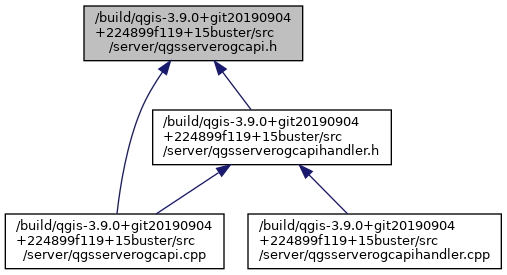 /build/qgis-3.9.0+git20190904
+224899f119+15buster/src
/server/qgsserverogcapi.h
/build/qgis-3.9.0+git20190904
+224899f119+15buster/src
/server/qgsserverogcapihandler.h
/build/qgis-3.9.0+git20190904
+224899f119+15buster/src
/server/qgsserverogcapi.cpp
/build/qgis-3.9.0+git20190904
+224899f119+15buster/src
/server/qgsserverogcapihandler.cpp